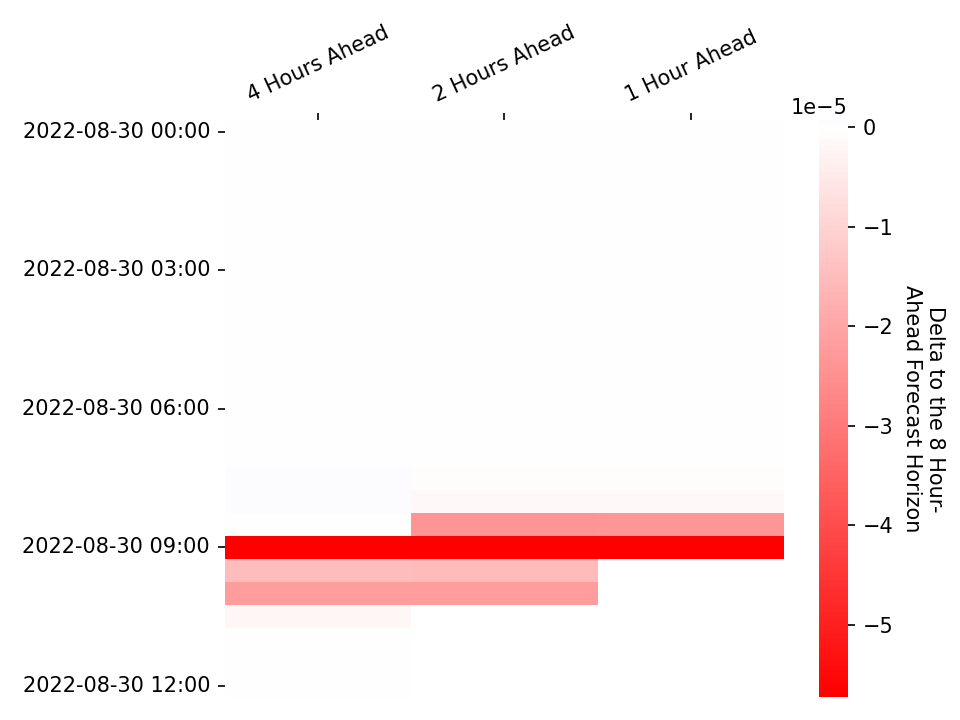 4 Hours Ahead
2 Hours Ahead
1 Hour Ahead
1e−5
2022-08-30 00:00
2022-08-30 03:00
2022-08-30 06:00
2022-08-30 09:00
2022-08-30 12:00
0
−1
−2
−3
−4
−5
Delta to the 8 Hour-
Ahead Forecast Horizon